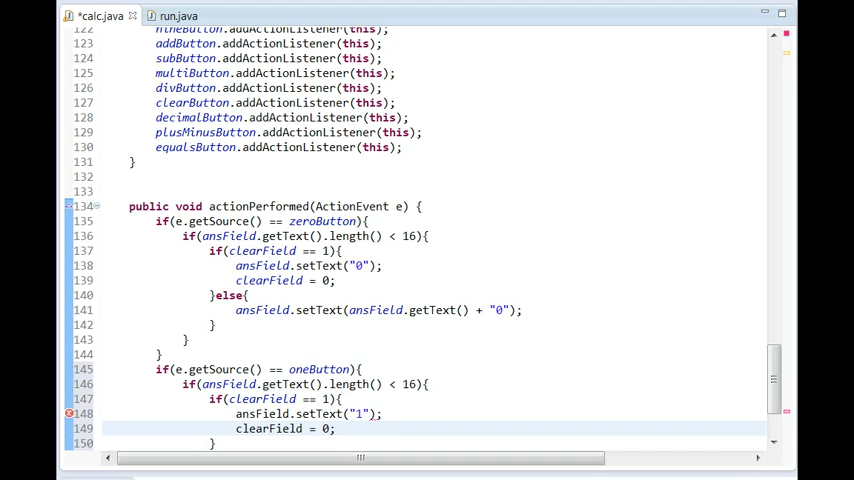 *calc.java
run.java
122 nineButton.addActionListener(this);
123 addButton.addActionListener(this);
124 subButton.addActionListener(this);
125 multiButton.addActionListener(this);
126 divButton.addActionListener(this);
127 clearButton.addActionListener(this);
128 decimalButton.addActionListener(this);
129 plusMinusButton.addActionListener(this);
130 equalsButton.addActionListener(this);
131 }
132
133
134 public void actionPerformed(ActionEvent e) {
135 if(e.getSource() == zeroButton){
136 if(ansField.getText().length() < 16){
137 if(clearField == 1){
138 ansField.setText("0");
139 clearField = 0;
140 }else{
141 ansField.setText(ansField.getText() + "0");
142 }
143 }
144 }
145 if(e.getSource() == oneButton){
146 if(ansField.getText().length() < 16){
147 if(clearField == 1){
148 ansField.setText("1");
149 clearField = 0;
150 }